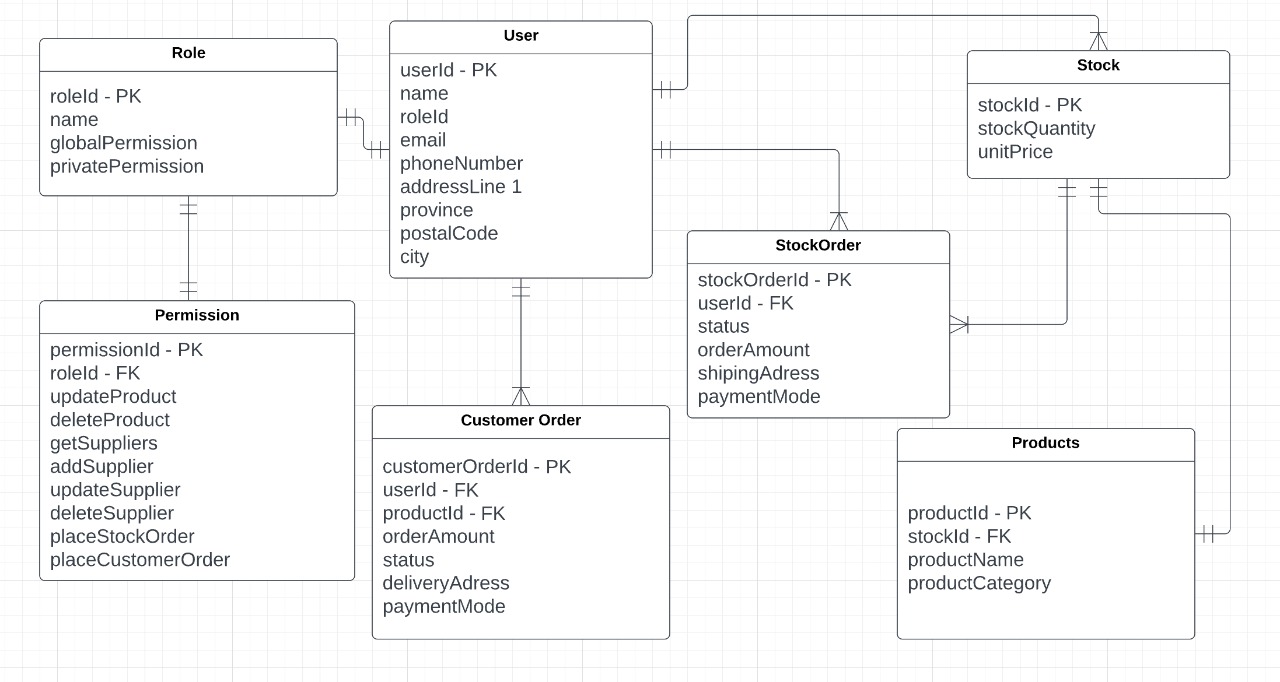 Role
roleId - PK
name
globalPermission
privatePermission
User
userId - PK
name
roleId
email
phoneNumber
addressLine 1
province
postalCode
city
Stock
stockId - PK
stockQuantity
unitPrice
StockOrder
stockOrderId - PK
userId - FK
status
orderAmount
shipingAdress
paymentMode
Permission
permissionId - PK
roleId - FK
updateProduct
deleteProduct
getSuppliers
addSupplier
updateSupplier
deleteSupplier
placeStockOrder
placeCustomerOrder
Customer Order
customerOrderId - PK
userId - FK
productId - FK
orderAmount
status
deliveryAdress
paymentMode
Products
productId - PK
stockId - FK
productName
productCategory